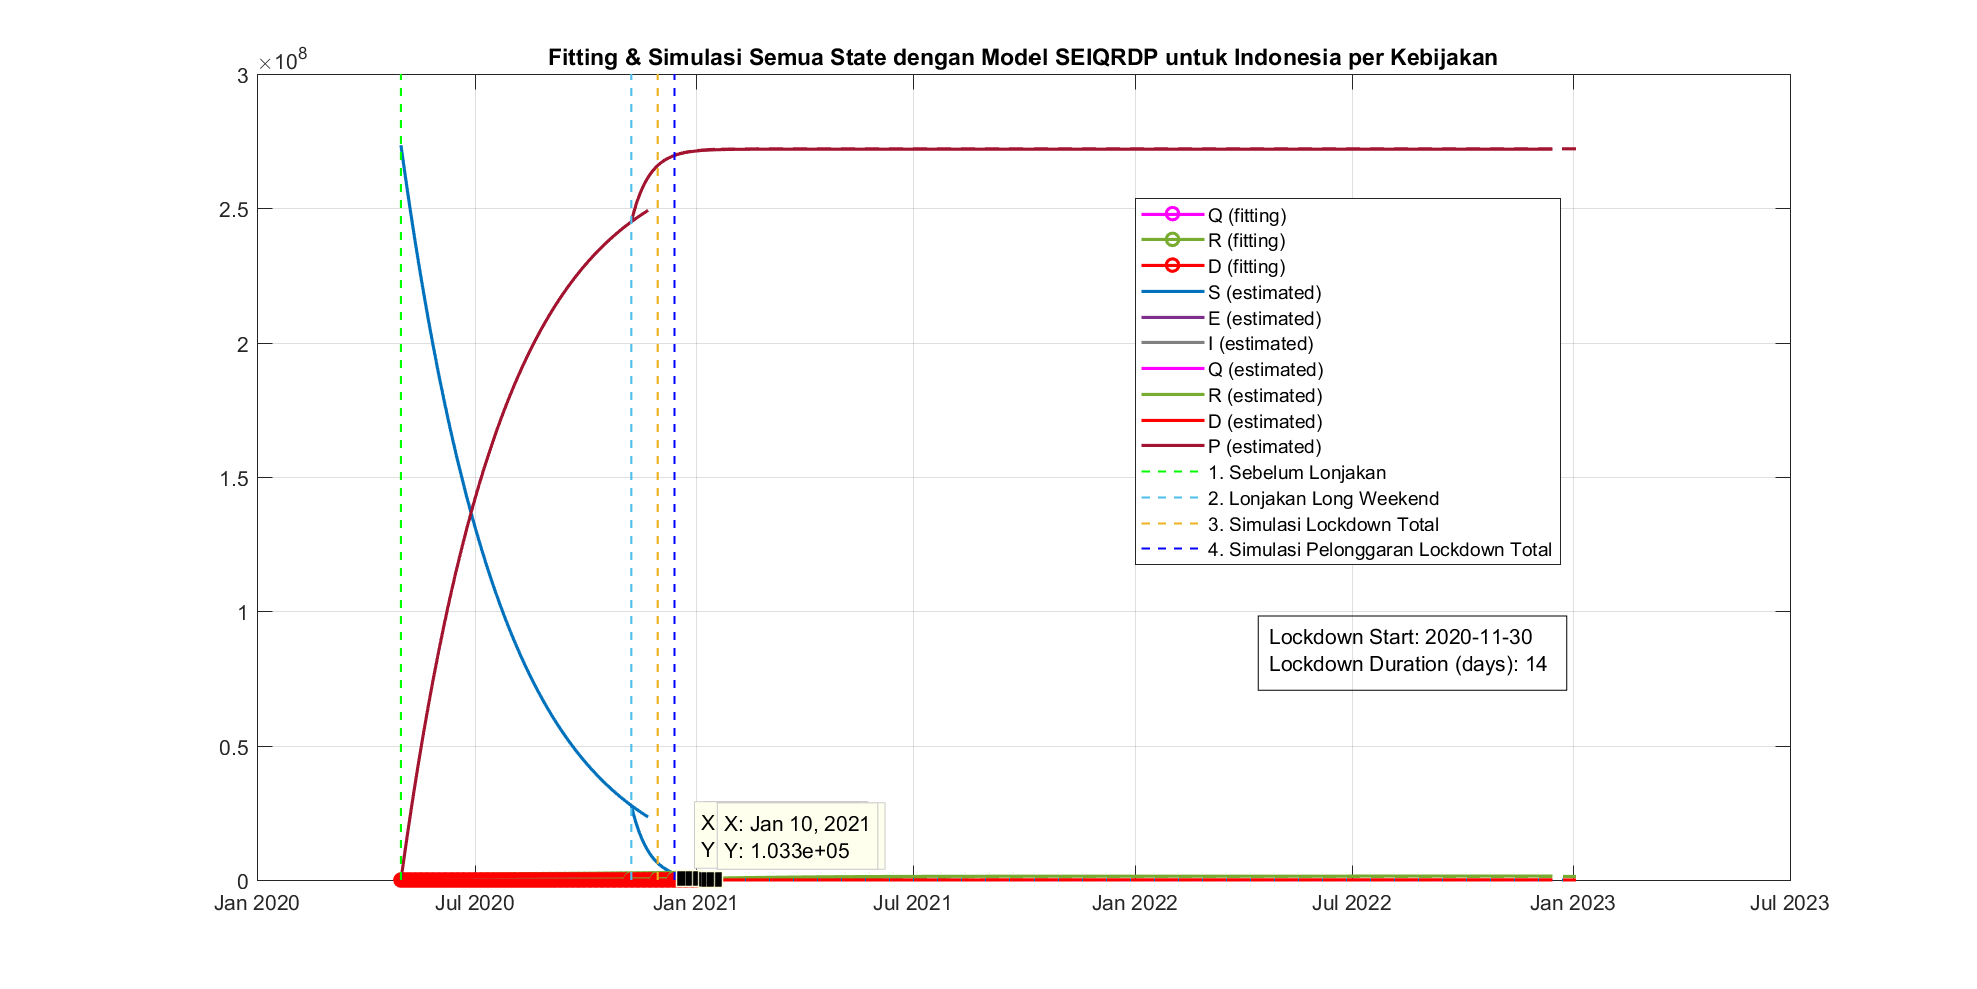 Fitting & Simulasi Semua State dengan Model SEIQRDP untuk Indonesia per Kebijakan
×10^8
3
2.5
2
1.5
1
0.5
0
Q (fitting)
R (fitting)
D (fitting)
S (estimated)
E (estimated)
I (estimated)
Q (estimated)
R (estimated)
D (estimated)
P (estimated)
1. Sebelum Lonjakan
2. Lonjakan Long Weekend
3. Simulasi Lockdown Total
4. Simulasi Pelonggaran Lockdown Total
Lockdown Start: 2020-11-30
Lockdown Duration (days): 14
X X: Jan 10, 2021
Y Y: 1.033e+05
Jan 2020 Jul 2020 Jan 2021 Jul 2021 Jan 2022 Jul 2022 Jan 2023 Jul 2023